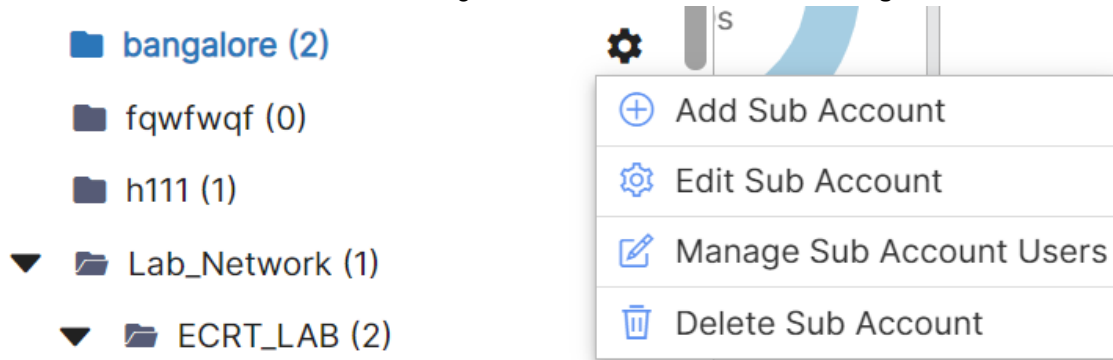 bangalore (2)
fqwfwqf (0)
h111 (1)
Lab_Network (1)
ECRT_LAB (2)
Add Sub Account
Edit Sub Account
Manage Sub Account Users
Delete Sub Account